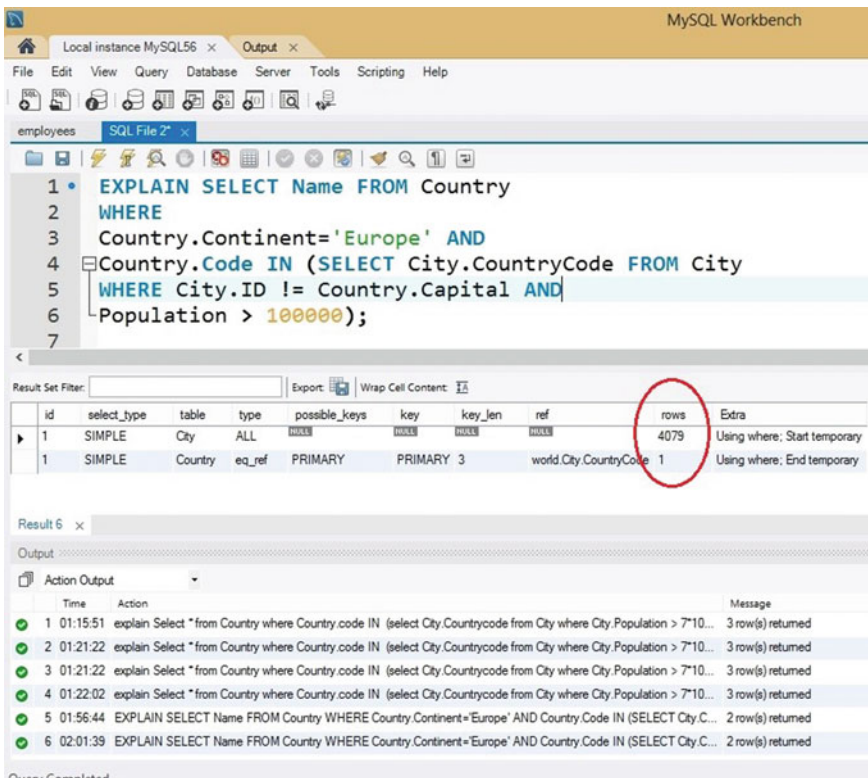 MySQL Workbench
Local instance MySQL56 × Output ×
File Edit View Query Database Server Tools Scripting Help
employees SQL File 2* ×
1 EXPLAIN SELECT Name FROM Country
2 WHERE
3 Country.Continent='Europe' AND
4 Country.Code IN (SELECT City.CountryCode FROM City
5 WHERE City.ID != Country.Capital AND
6 Population > 100000);
7
Result Set Filter: Export: Wrap Cell Content:
id select_type table type possible_keys key key_len ref rows Extra
1 SIMPLE City ALL NULL NULL NULL NULL 4079 Using where; Start temporary
1 SIMPLE Country eq_ref PRIMARY PRIMARY 3 world.City.CountryCode 1 Using where; End temporary
Result 6 ×
Output
Action Output
Time Action Message
1 01:15:51 explain Select * from Country where Country.code IN (select City.Countrycode from City where City.Population > 7*10... 3 row(s) returned
2 01:21:22 explain Select * from Country where Country.code IN (select City.Countrycode from City where City.Population > 7*10... 3 row(s) returned
3 01:21:22 explain Select * from Country where Country.code IN (select City.Countrycode from City where City.Population > 7*10... 3 row(s) returned
4 01:22:02 explain Select * from Country where Country.code IN (select City.Countrycode from City where City.Population > 7*10... 3 row(s) returned
5 01:56:44 EXPLAIN SELECT Name FROM Country WHERE Country.Continent='Europe' AND Country.Code IN (SELECT City.C... 2 row(s) returned
6 02:01:39 EXPLAIN SELECT Name FROM Country WHERE Country.Continent='Europe' AND Country.Code IN (SELECT City.C... 2 row(s) returned
Query Completed